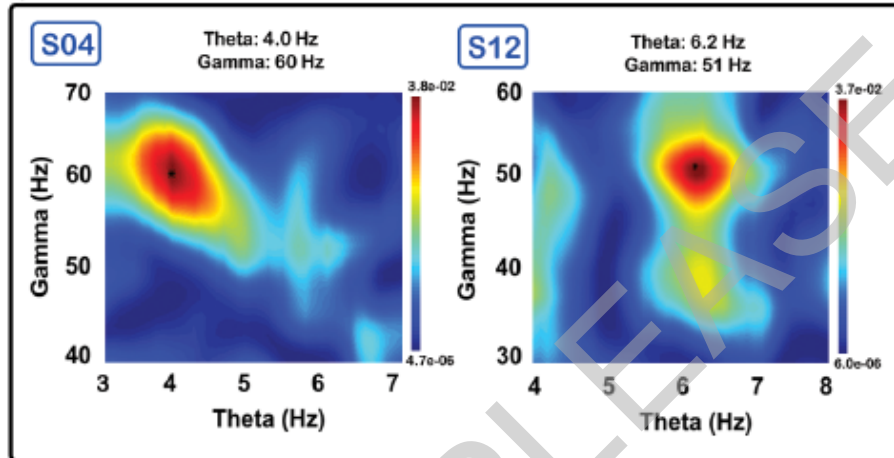 S04
Theta: 4.0 Hz
Gamma: 60 Hz
3.8e-02
70
60
50
40
Gamma (Hz)
4.7e-06
3 4 5 6 7
Theta (Hz)
S12
Theta: 6.2 Hz
Gamma: 51 Hz
3.7e-02
60
50
40
30
Gamma (Hz)
6.0e-06
4 5 6 7 8
Theta (Hz)
PLEASE